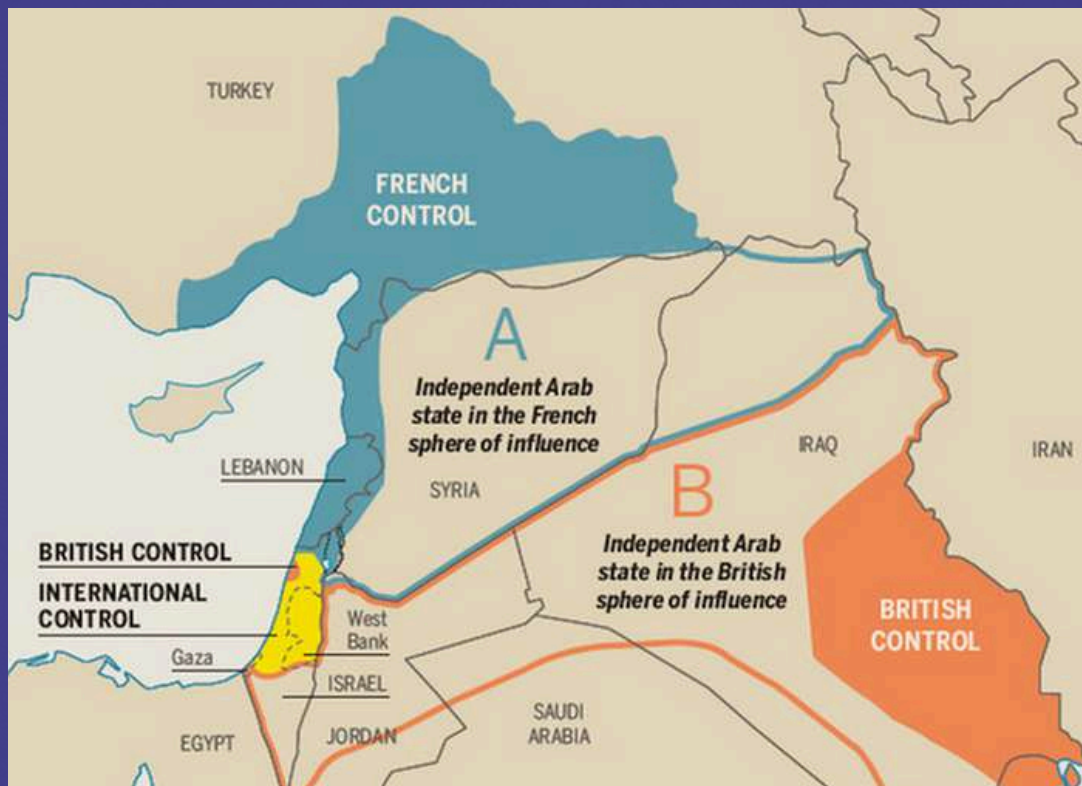 TURKEY
FRENCH
CONTROL
A
Independent Arab
state in the French
sphere of influence
LEBANON
SYRIA
IRAQ
IRAN
B
Independent Arab
state in the British
sphere of influence
BRITISH CONTROL
INTERNATIONAL
CONTROL
West
Bank
Gaza
ISRAEL
BRITISH
CONTROL
EGYPT
JORDAN
SAUDI
ARABIA